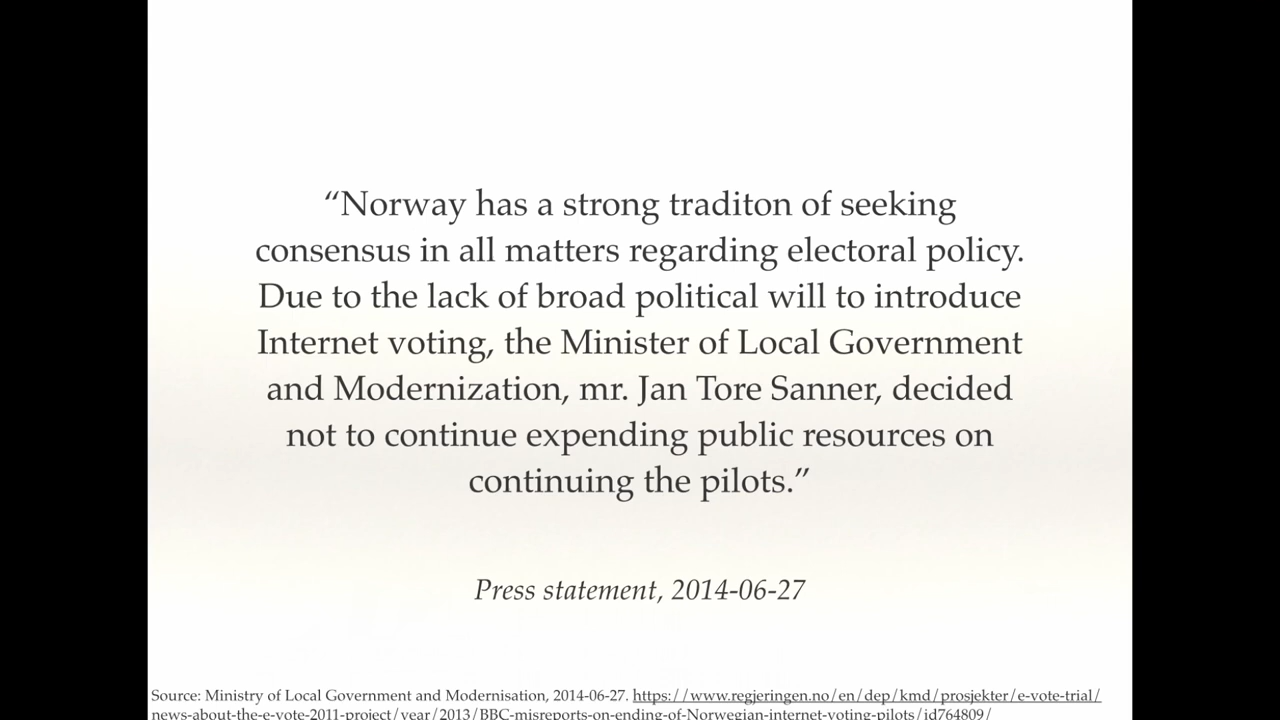 “Norway has a strong traditon of seeking
consensus in all matters regarding electoral policy.
Due to the lack of broad political will to introduce
Internet voting, the Minister of Local Government
and Modernization, mr. Jan Tore Sanner, decided
not to continue expending public resources on
continuing the pilots.”
Press statement, 2014-06-27
Source: Ministry of Local Government and Modernisation, 2014-06-27. https://www.regjeringen.no/en/dep/kmd/prosjekter/e-vote-trial/
news-about-the-e-vote-2011-project/year/2013/BBC-misreports-on-ending-of-Norwegian-internet-voting-pilots/id764809/